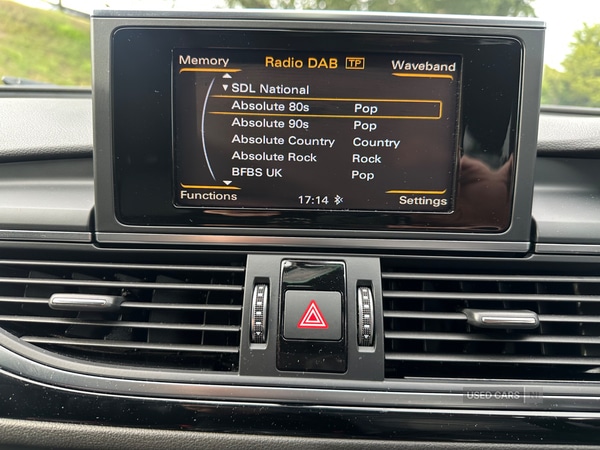 Memory Radio DAB TP Waveband
SDL National
Absolute 80s Pop
Absolute 90s Pop
Absolute Country Country
Absolute Rock Rock
BFBS UK Pop
Functions 17:14 Settings
USED CARS NI